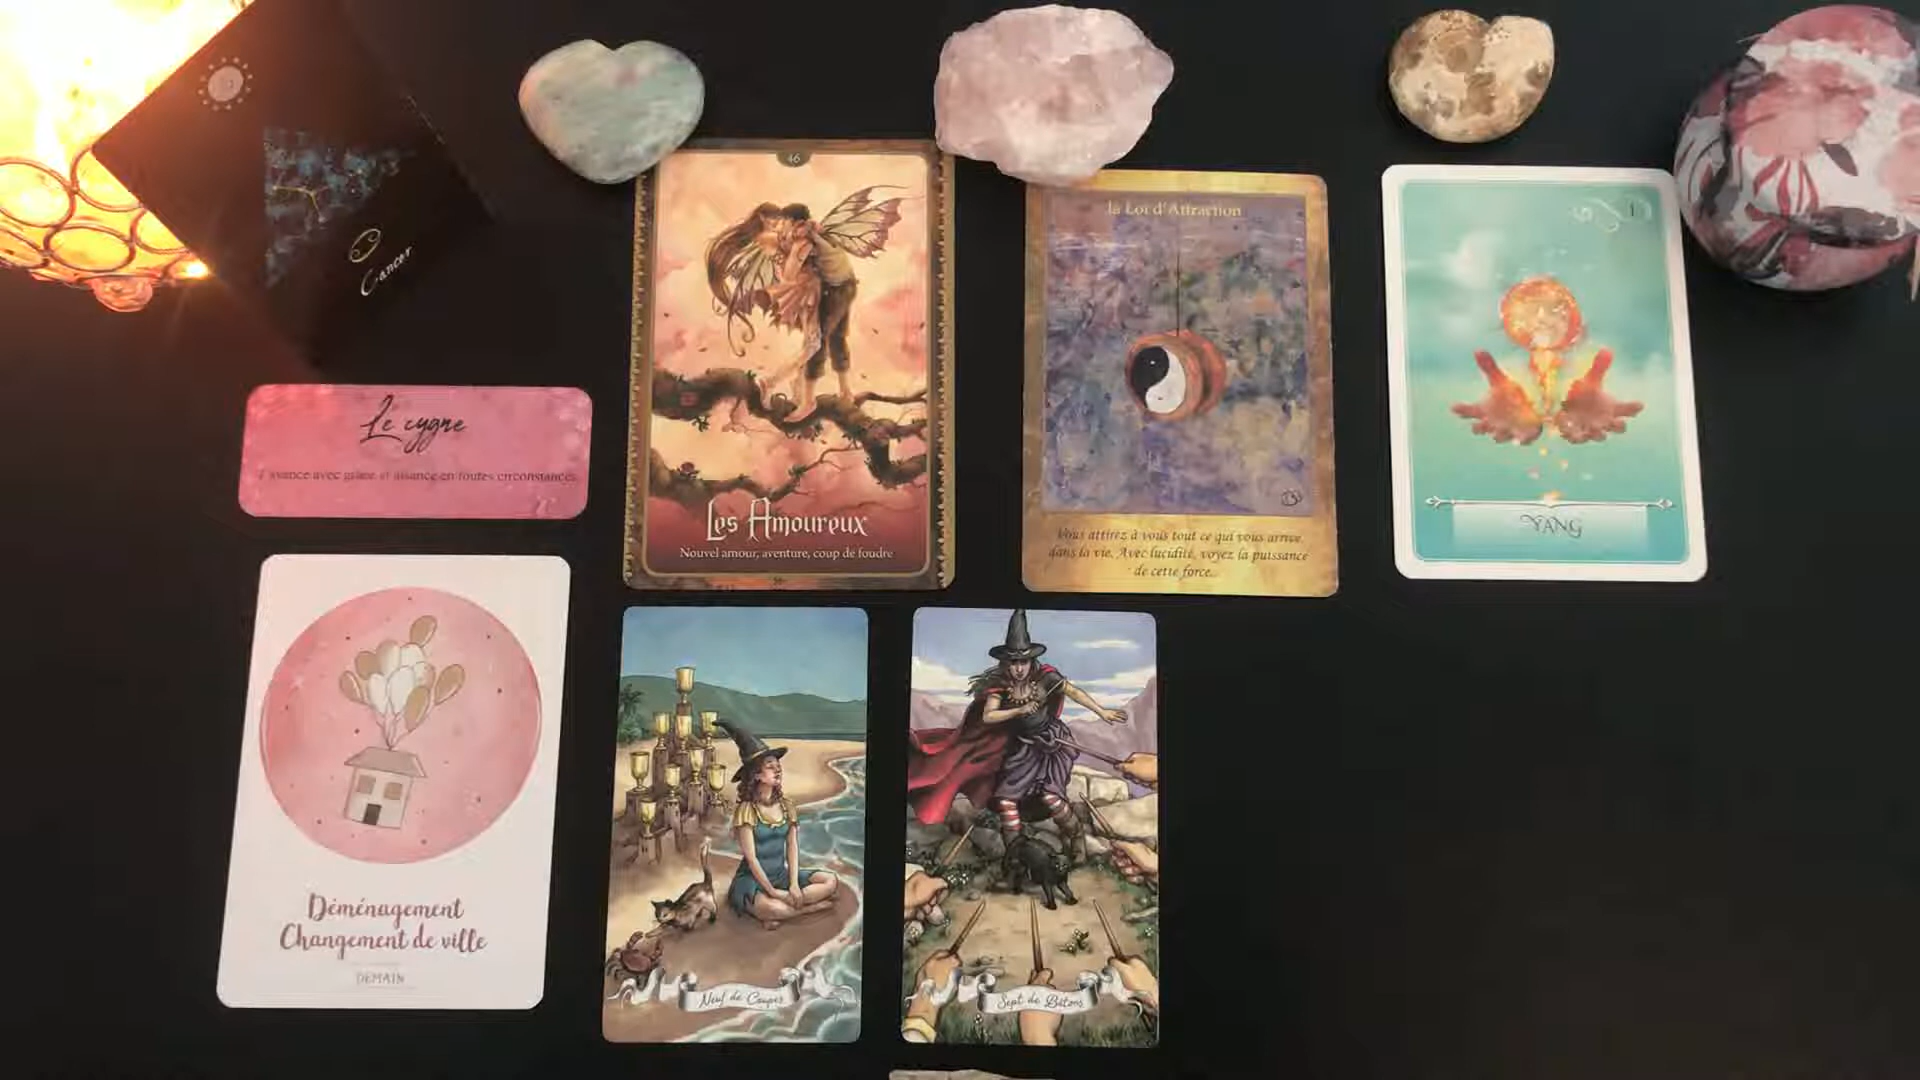 Cancer
Le cygne
J'avance avec grâce et aisance en toutes circonstances
46
Les Amoureux
Nouvel amour, aventure, coup de foudre
la Loi d'Attraction
Vous attirez à vous tout ce qui vous arrive
dans la vie. Avec lucidité, voyez la puissance
de cette force...
1
YANG
Déménagement
Changement de ville
DEMAIN
Neuf de Coupes
Sept de Bâtons